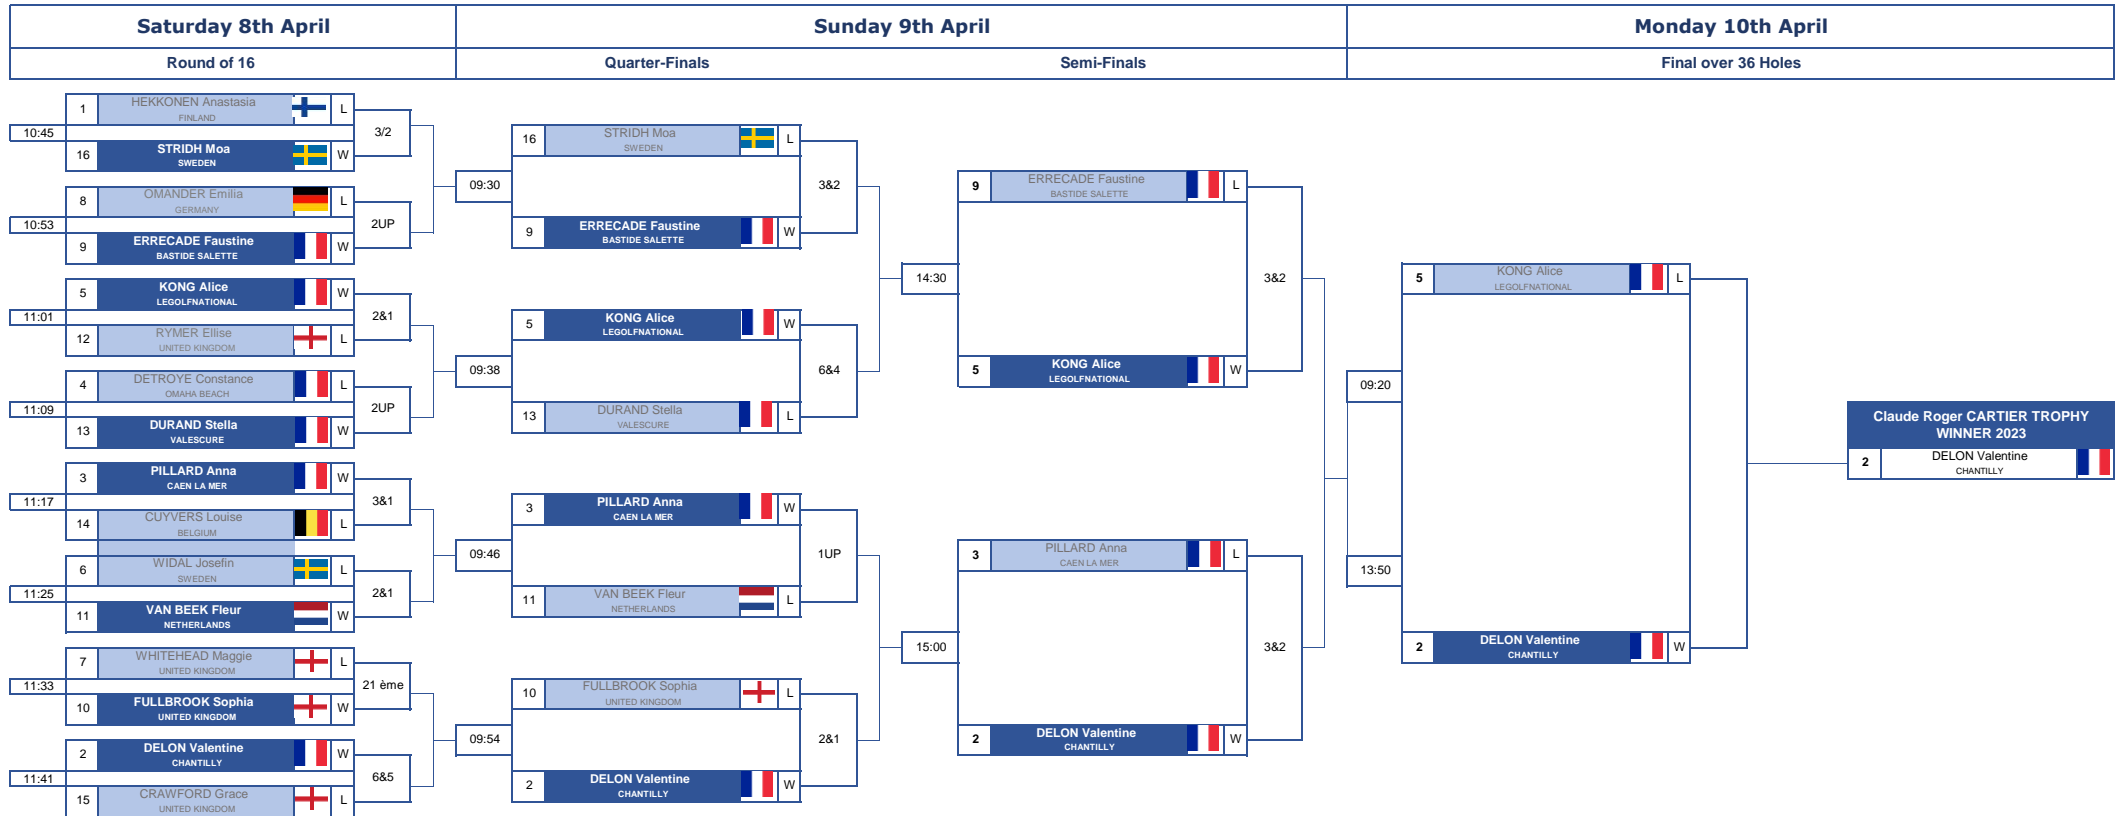 Saturday 8th April
Sunday 9th April
Monday 10th April
Round of 16
Quarter-Finals
Semi-Finals
Final over 36 Holes
1 HEKKONEN Anastasia L
FINLAND
10:45
3/2
16 STRIDH Moa W
SWEDEN
8 OMANDER Emilia L
GERMANY
10:53
2UP
9 ERRECADE Faustine W
BASTIDE SALETTE
5 KONG Alice W
LEGOLFNATIONAL
11:01
2&1
12 RYMER Ellise L
UNITED KINGDOM
4 DETROYE Constance L
OMAHA BEACH
11:09
2UP
13 DURAND Stella W
VALESCURE
3 PILLARD Anna W
CAEN LA MER
11:17
3&1
14 CUYVERS Louise L
BELGIUM
6 WIDAL Josefin L
SWEDEN
11:25
2&1
11 VAN BEEK Fleur W
NETHERLANDS
7 WHITEHEAD Maggie L
UNITED KINGDOM
11:33
21 ème
10 FULLBROOK Sophia W
UNITED KINGDOM
2 DELON Valentine W
CHANTILLY
11:41
6&5
15 CRAWFORD Grace L
UNITED KINGDOM
16 STRIDH Moa L
SWEDEN
09:30
3&2
9 ERRECADE Faustine W
BASTIDE SALETTE
5 KONG Alice W
LEGOLFNATIONAL
09:38
6&4
13 DURAND Stella L
VALESCURE
3 PILLARD Anna W
CAEN LA MER
09:46
1UP
11 VAN BEEK Fleur L
NETHERLANDS
10 FULLBROOK Sophia L
UNITED KINGDOM
09:54
2&1
2 DELON Valentine W
CHANTILLY
9 ERRECADE Faustine L
BASTIDE SALETTE
14:30
3&2
5 KONG Alice W
LEGOLFNATIONAL
3 PILLARD Anna L
CAEN LA MER
15:00
3&2
2 DELON Valentine W
CHANTILLY
5 KONG Alice L
LEGOLFNATIONAL
09:20
13:50
2 DELON Valentine W
CHANTILLY
Claude Roger CARTIER TROPHY
WINNER 2023
2 DELON Valentine
CHANTILLY